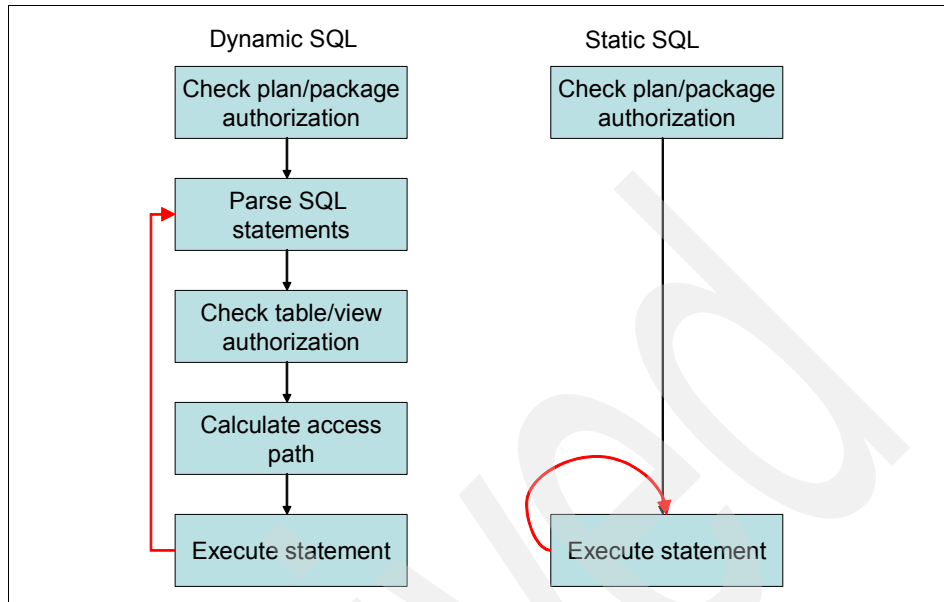 Dynamic SQL
Check plan/package
authorization
Parse SQL
statements
Check table/view
authorization
Calculate access
path
Execute statement
Static SQL
Check plan/package
authorization
Execute statement